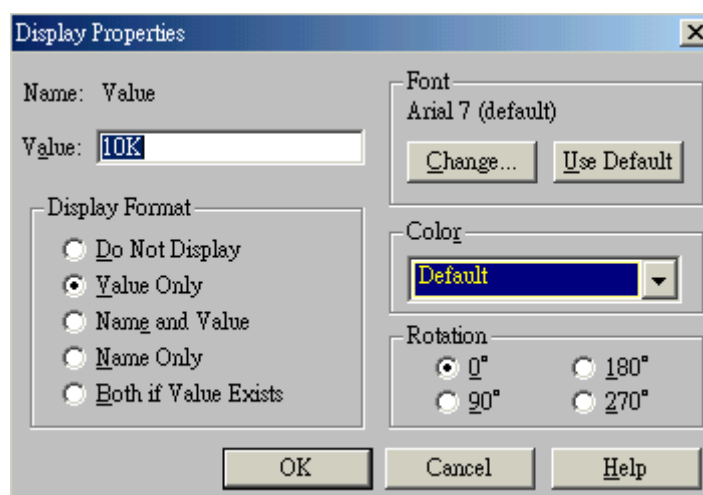 Display Properties
Name: Value
Value: 10K
Display Format
Do Not Display
Value Only
Name and Value
Name Only
Both if Value Exists
Font
Arial 7 (default)
Change... Use Default
Color
Default
Rotation
0° 180°
90° 270°
OK Cancel Help